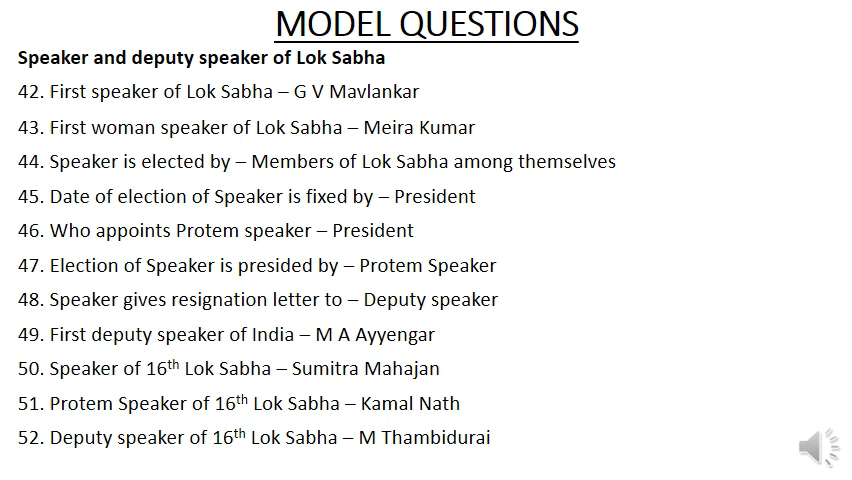 MODEL QUESTIONS
Speaker and deputy speaker of Lok Sabha
42. First speaker of Lok Sabha – G V Mavlankar
43. First woman speaker of Lok Sabha – Meira Kumar
44. Speaker is elected by – Members of Lok Sabha among themselves
45. Date of election of Speaker is fixed by – President
46. Who appoints Protem speaker – President
47. Election of Speaker is presided by – Protem Speaker
48. Speaker gives resignation letter to – Deputy speaker
49. First deputy speaker of India – M A Ayyengar
50. Speaker of 16th Lok Sabha – Sumitra Mahajan
51. Protem Speaker of 16th Lok Sabha – Kamal Nath
52. Deputy speaker of 16th Lok Sabha – M Thambidurai